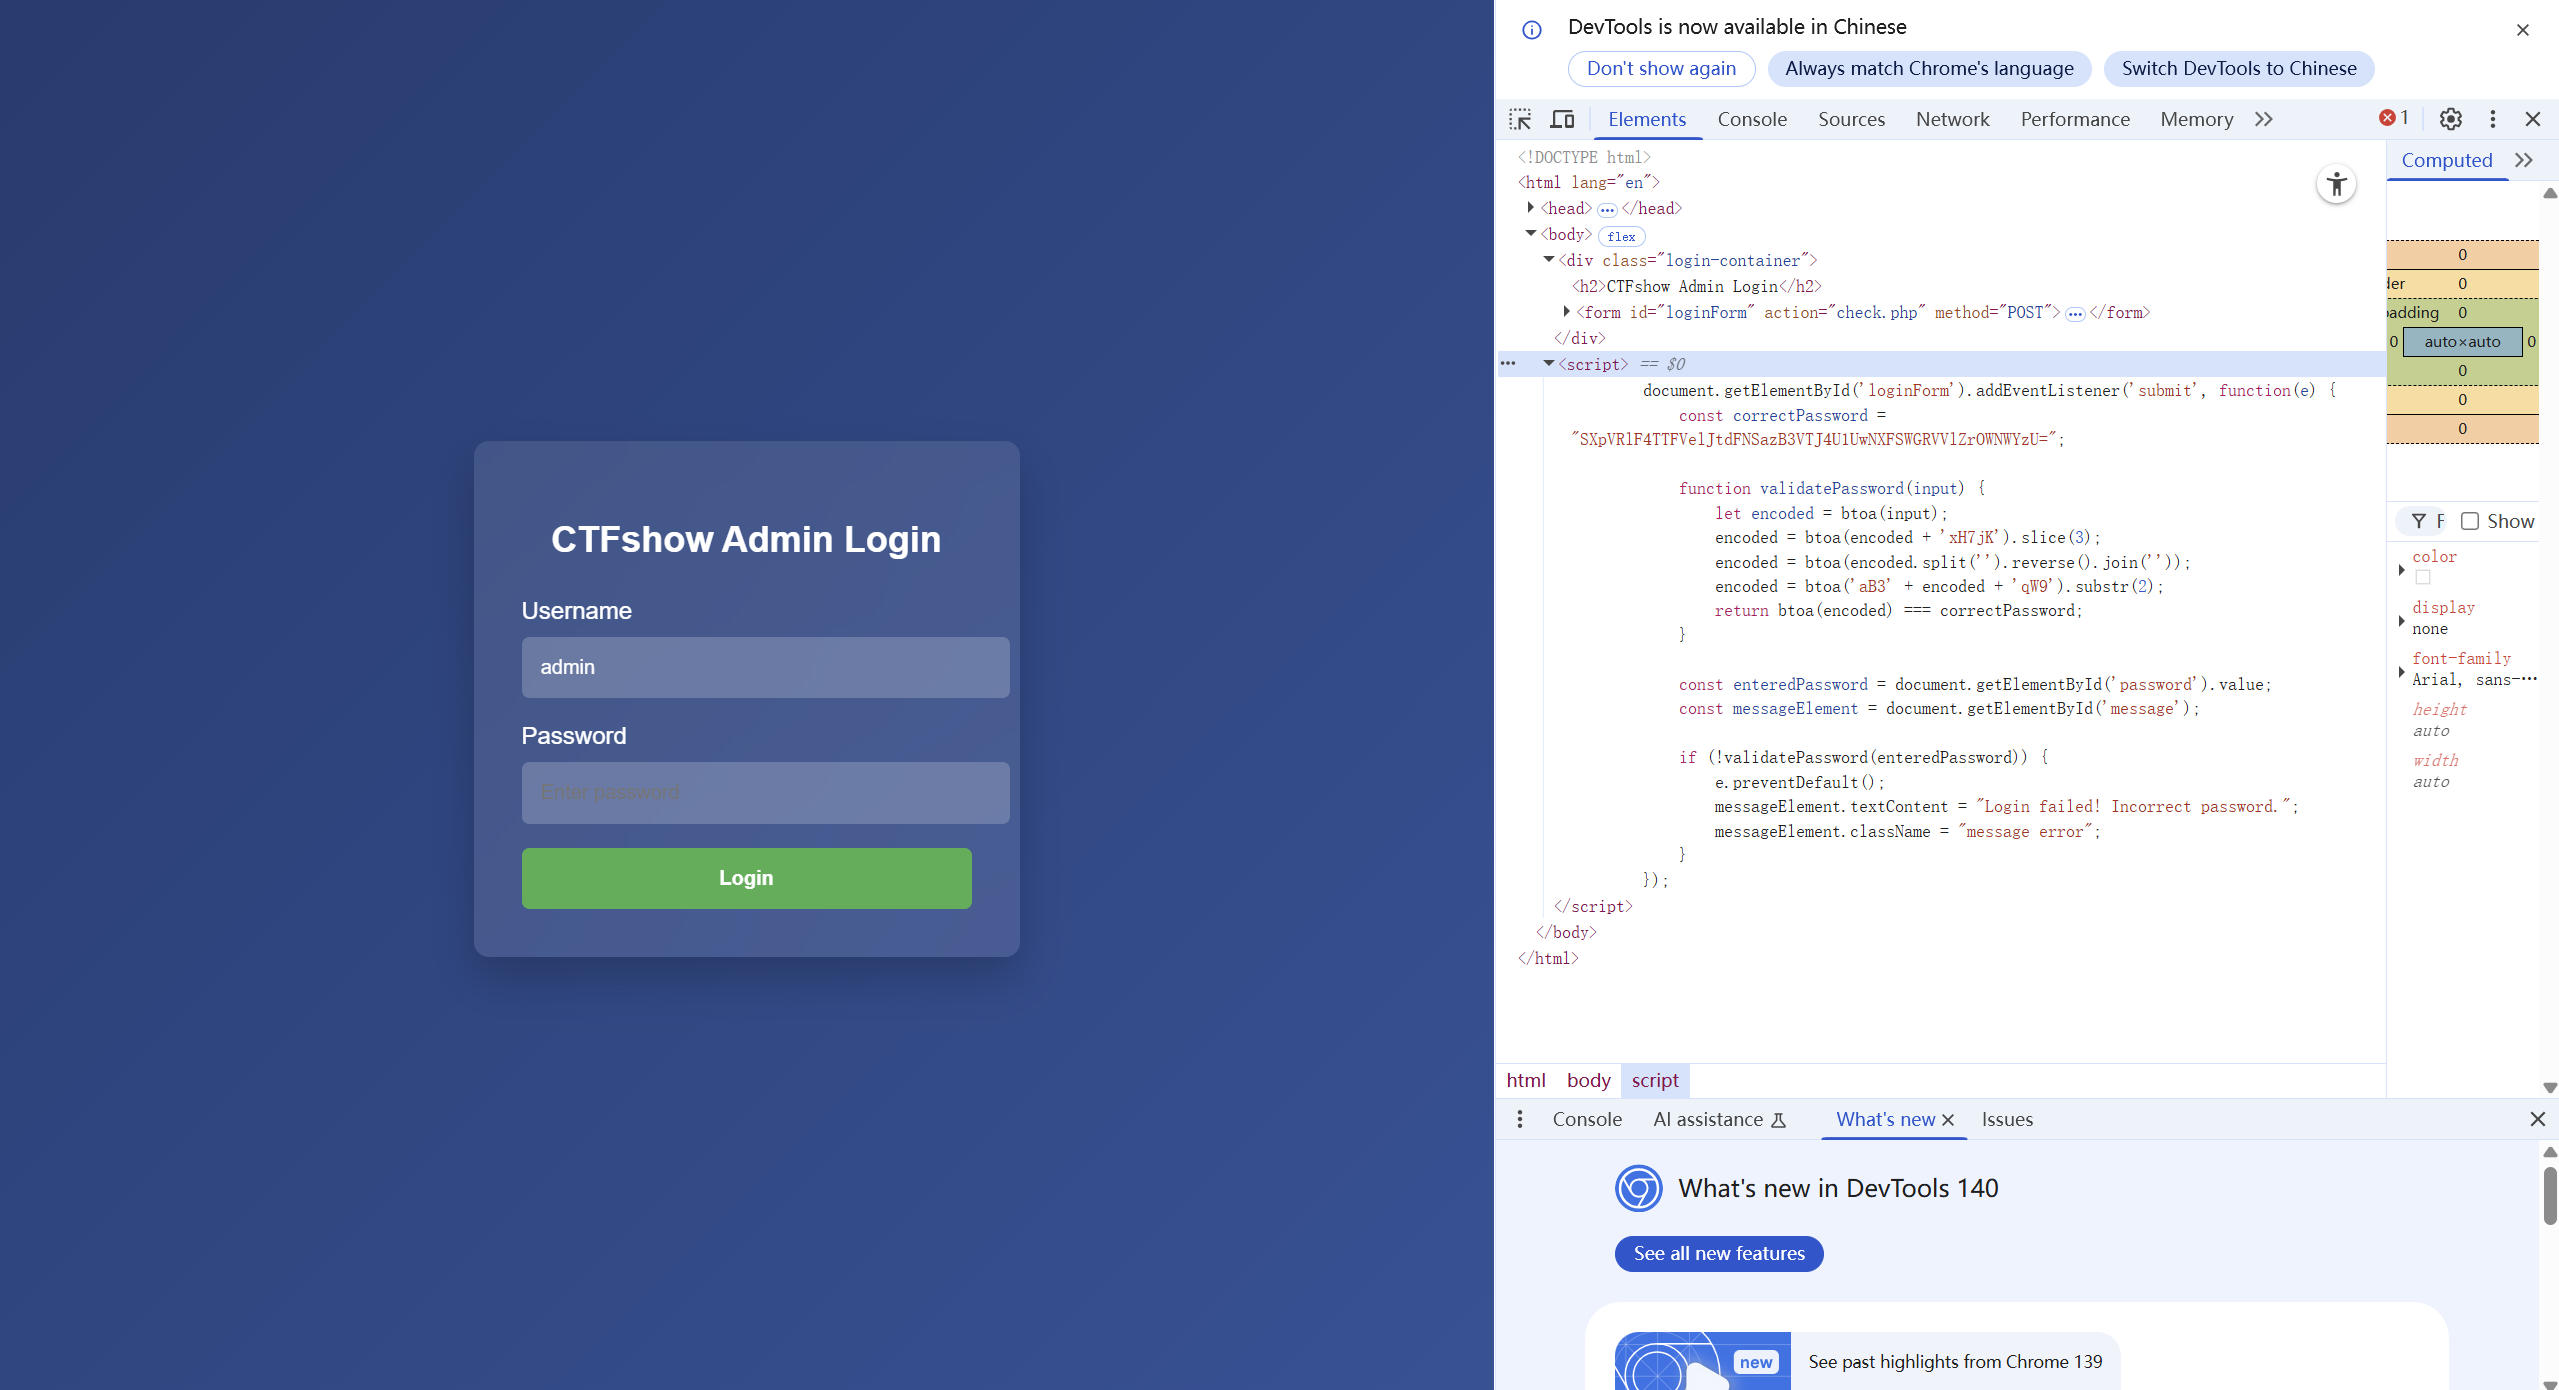 CTFshow Admin Login
Username
admin
Password
Enter password
Login
DevTools is now available in Chinese
Don't show again
Always match Chrome's language
Switch DevTools to Chinese
Elements
Console
Sources
Network
Performance
Memory
1
<!DOCTYPE html>
<html lang="en">
<head> </head>
<body> flex
<div class="login-container">
<h2>CTFshow Admin Login</h2>
<form id="loginForm" action="check.php" method="POST"> </form>
</div>
<script> == $0
document.getElementById('loginForm').addEventListener('submit', function(e) {
const correctPassword =
"SXpVRlF4TTFVelJtdFNSazB3VTJ4U1UwNXFSWGRVVlZrOWNWYzU=";
function validatePassword(input) {
let encoded = btoa(input);
encoded = btoa(encoded + 'xH7jK').slice(3);
encoded = btoa(encoded.split('').reverse().join(''));
encoded = btoa('aB3' + encoded + 'qW9').substr(2);
return btoa(encoded) === correctPassword;
}
const enteredPassword = document.getElementById('password').value;
const messageElement = document.getElementById('message');
if (!validatePassword(enteredPassword)) {
e.preventDefault();
messageElement.textContent = "Login failed! Incorrect password.";
messageElement.className = "message error";
}
});
</script>
</body>
</html>
html
body
script
Computed
0
der 0
padding 0
0 auto×auto 0
0
0
0
F
Show
color
display
none
font-family
Arial, sans-…
height
auto
width
auto
Console
AI assistance
What's new
Issues
What's new in DevTools 140
See all new features
new
See past highlights from Chrome 139